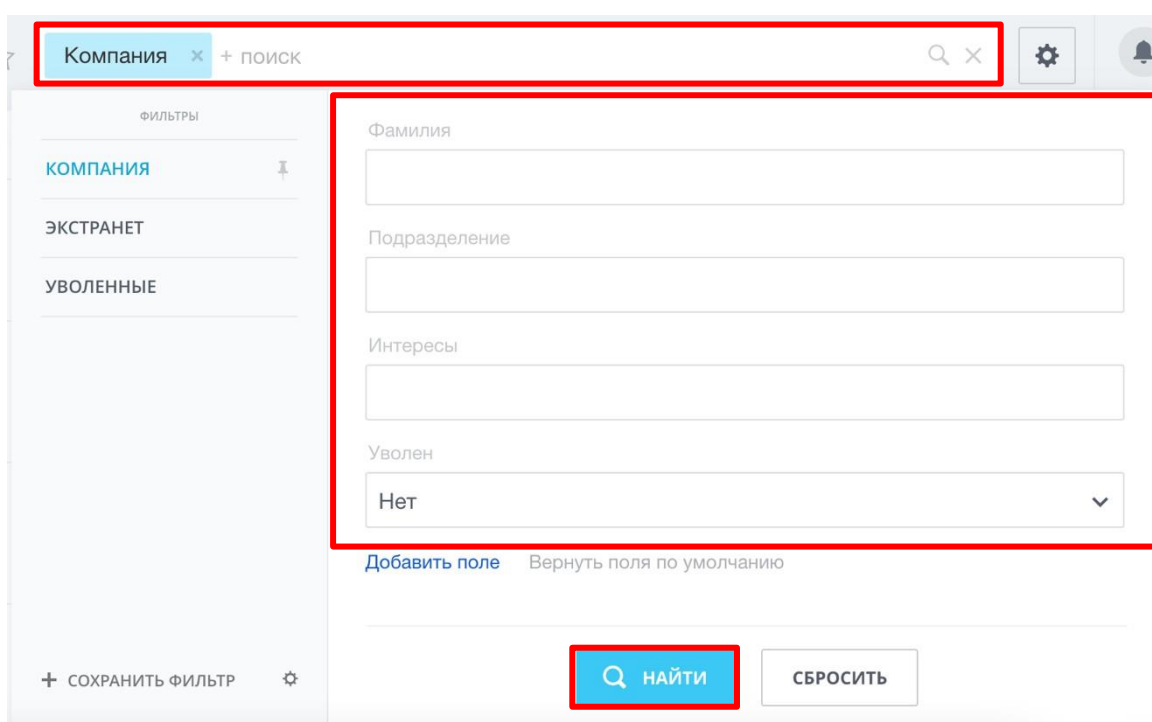 Компания × + поиск
ФИЛЬТРЫ
КОМПАНИЯ
ЭКСТРАНЕТ
УВОЛЕННЫЕ
+ СОХРАНИТЬ ФИЛЬТР
Фамилия
Подразделение
Интересы
Уволен
Нет
Добавить поле Вернуть поля по умолчанию
НАЙТИ СБРОСИТЬ